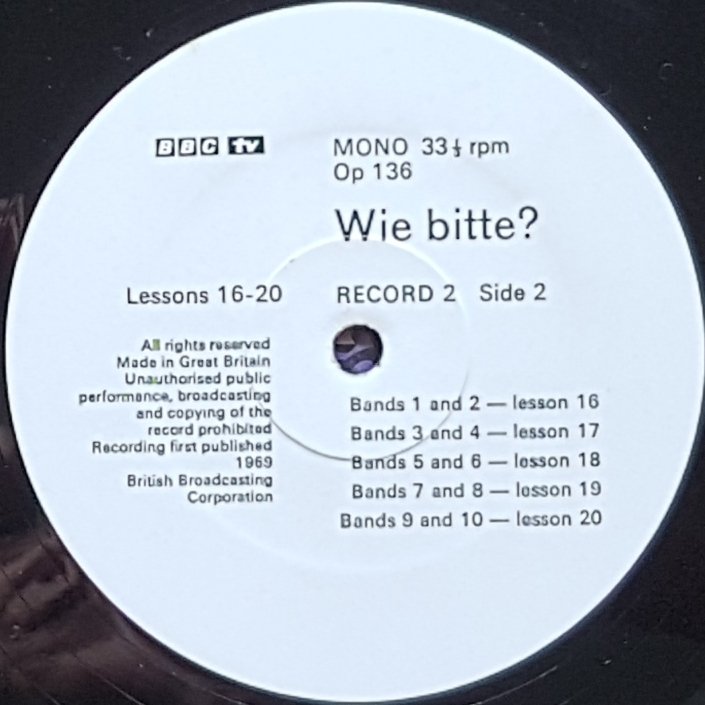 BBC tv
MONO 33⅓ rpm
Op 136
Wie bitte?
Lessons 16-20
RECORD 2 Side 2
All rights reserved
Made in Great Britain
Unauthorised public
performance, broadcasting
and copying of the
record prohibited
Recording first published
1969
British Broadcasting
Corporation
Bands 1 and 2 — lesson 16
Bands 3 and 4 — lesson 17
Bands 5 and 6 — lesson 18
Bands 7 and 8 — lesson 19
Bands 9 and 10 — lesson 20